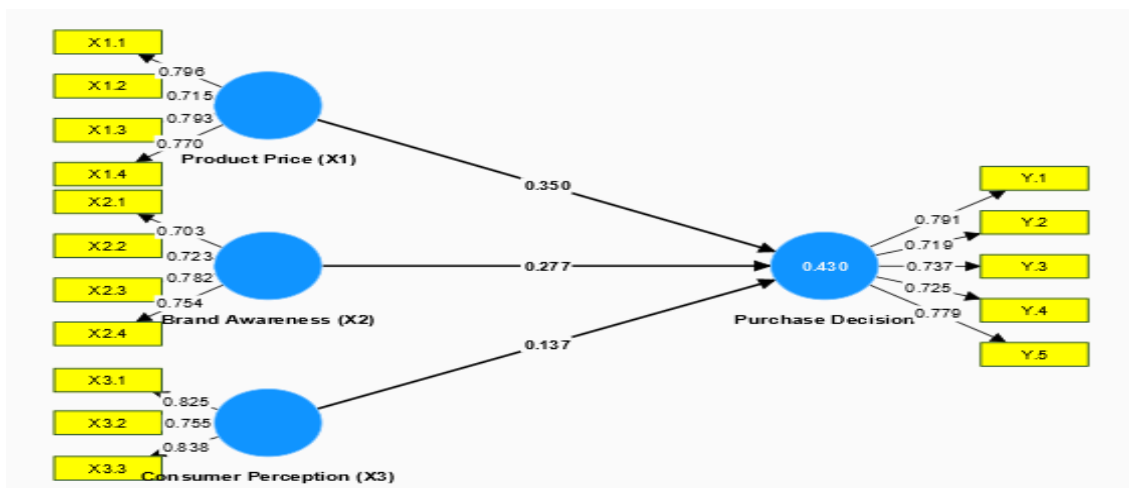 X1.1
0.796
X1.2
0.715
0.793
X1.3
0.770
Product Price (X1)
X1.4
0.350
X2.1
0.703
X2.2
0.723
0.782
X2.3
0.754
Brand Awareness (X2)
X2.4
0.277
X3.1
0.825
X3.2
0.755
0.838
X3.3
Consumer Perception (X3)
0.137
0.430
Purchase Decision
Y.1
0.791
Y.2
0.719
0.737
Y.3
0.725
Y.4
0.779
Y.5